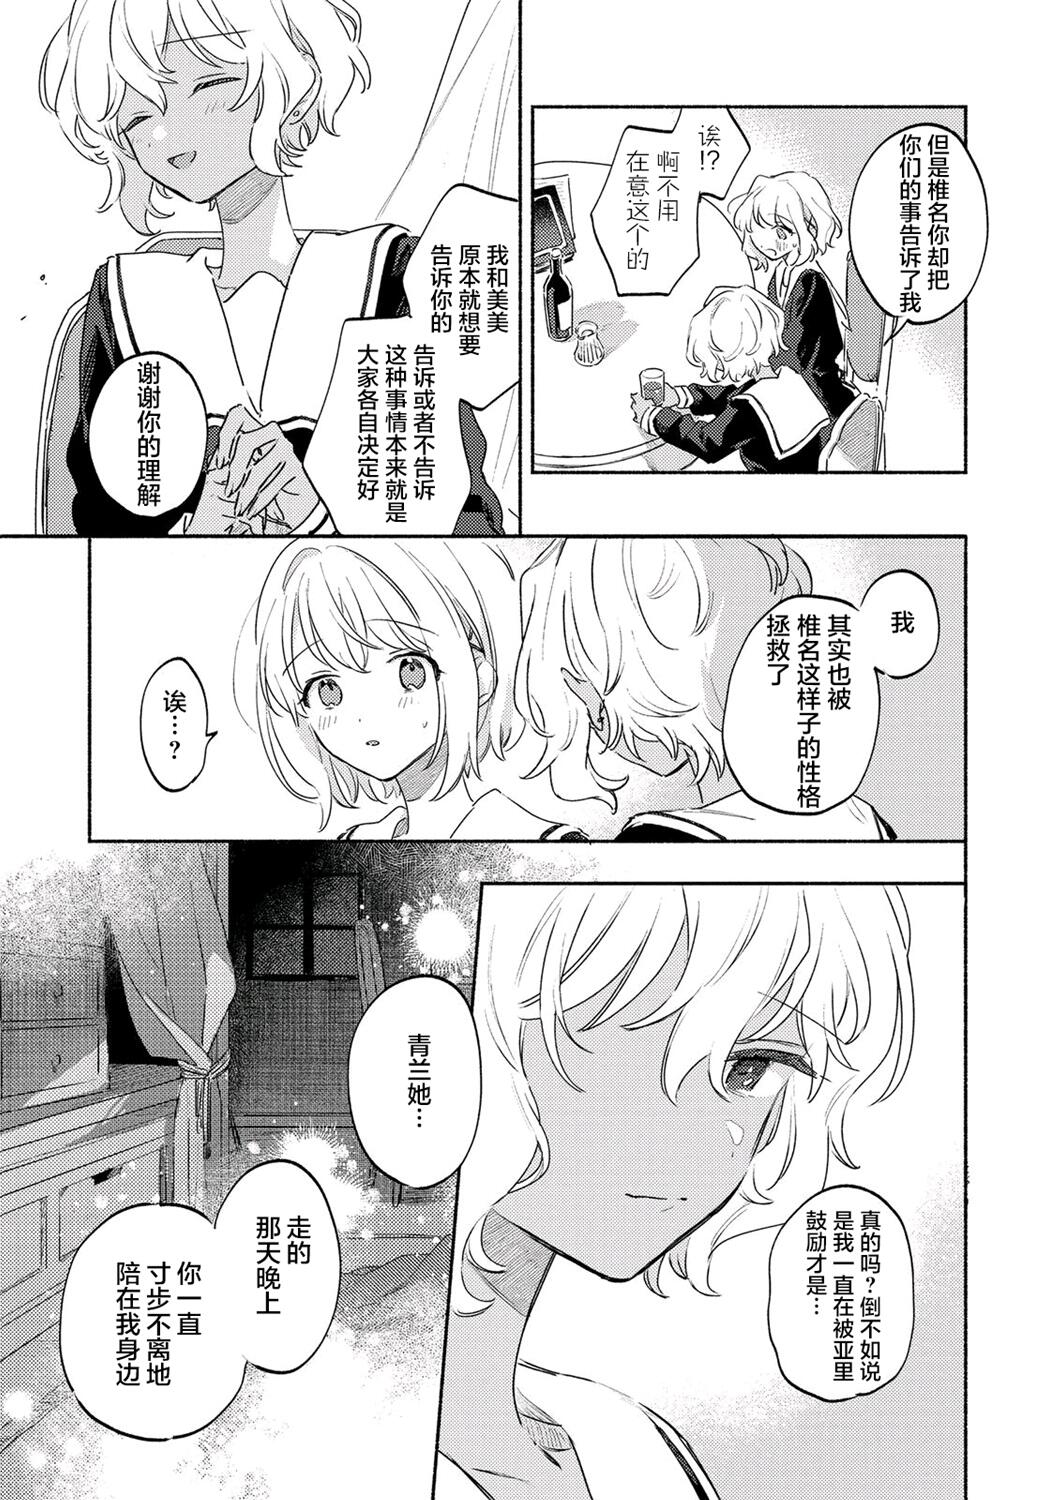 但是椎名你却把
你们的事告诉了我
诶!?
啊不用
在意这个的
我和美美
原本就想要
告诉你的
告诉或者不告诉
这种事情本来就是
大家各自决定好
谢谢你的理解
我
其实也被
椎名这样子的性格
拯救了
诶…?
真的吗?倒不如说
是我一直在被亚里
鼓励才是…
青兰她…
走的
那天晚上
你一直
寸步不离地
陪在我身边